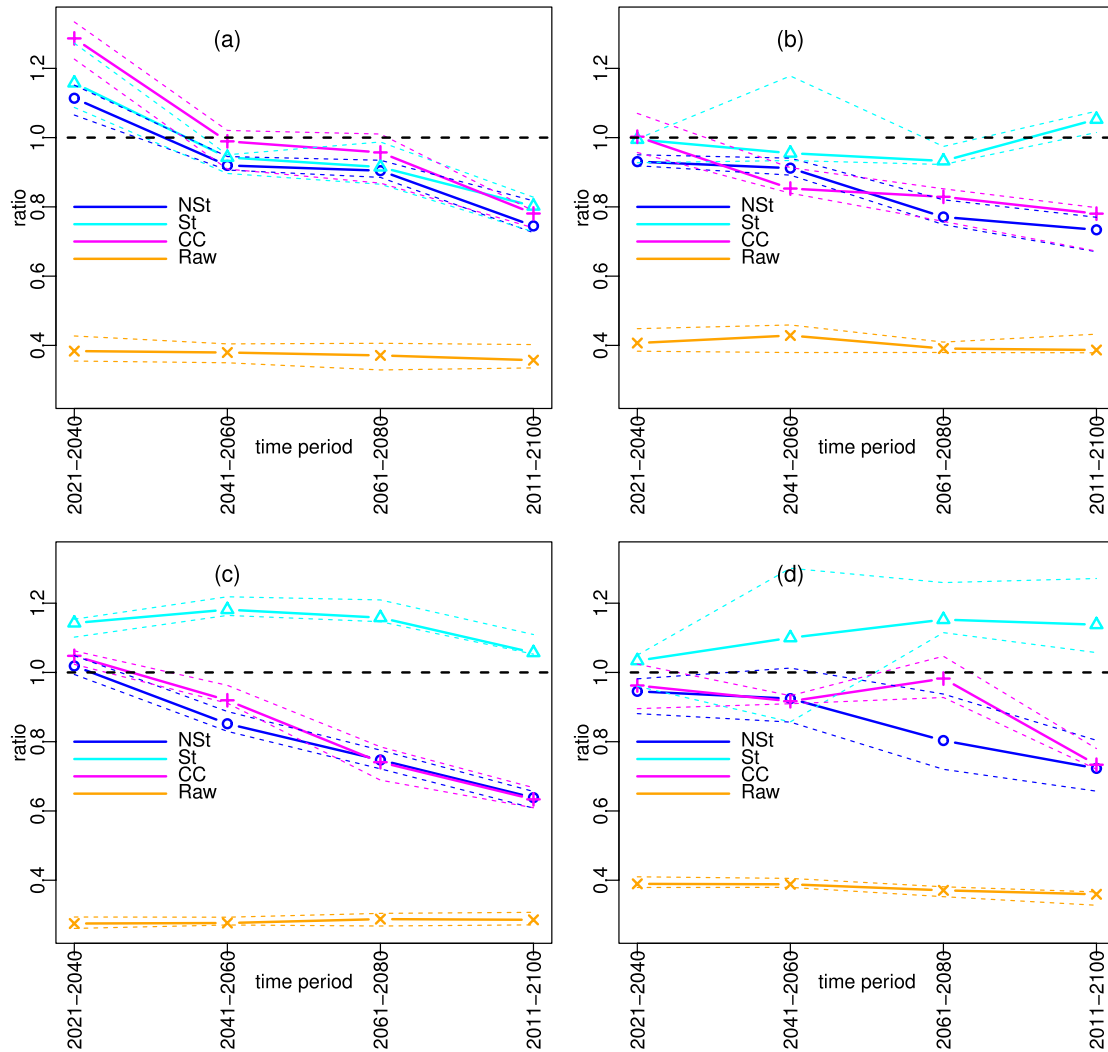 (a)
1.2
1.0
0.8
0.6
0.4
ratio
NSt
St
CC
Raw
2021−2040
2041−2060
2061−2080
2011−2100
time period
(b)
1.2
1.0
0.8
0.6
0.4
ratio
NSt
St
CC
Raw
2021−2040
2041−2060
2061−2080
2011−2100
time period
(c)
1.2
1.0
0.8
0.6
0.4
ratio
NSt
St
CC
Raw
2021−2040
2041−2060
2061−2080
2011−2100
time period
(d)
1.2
1.0
0.8
0.6
0.4
ratio
NSt
St
CC
Raw
2021−2040
2041−2060
2061−2080
2011−2100
time period